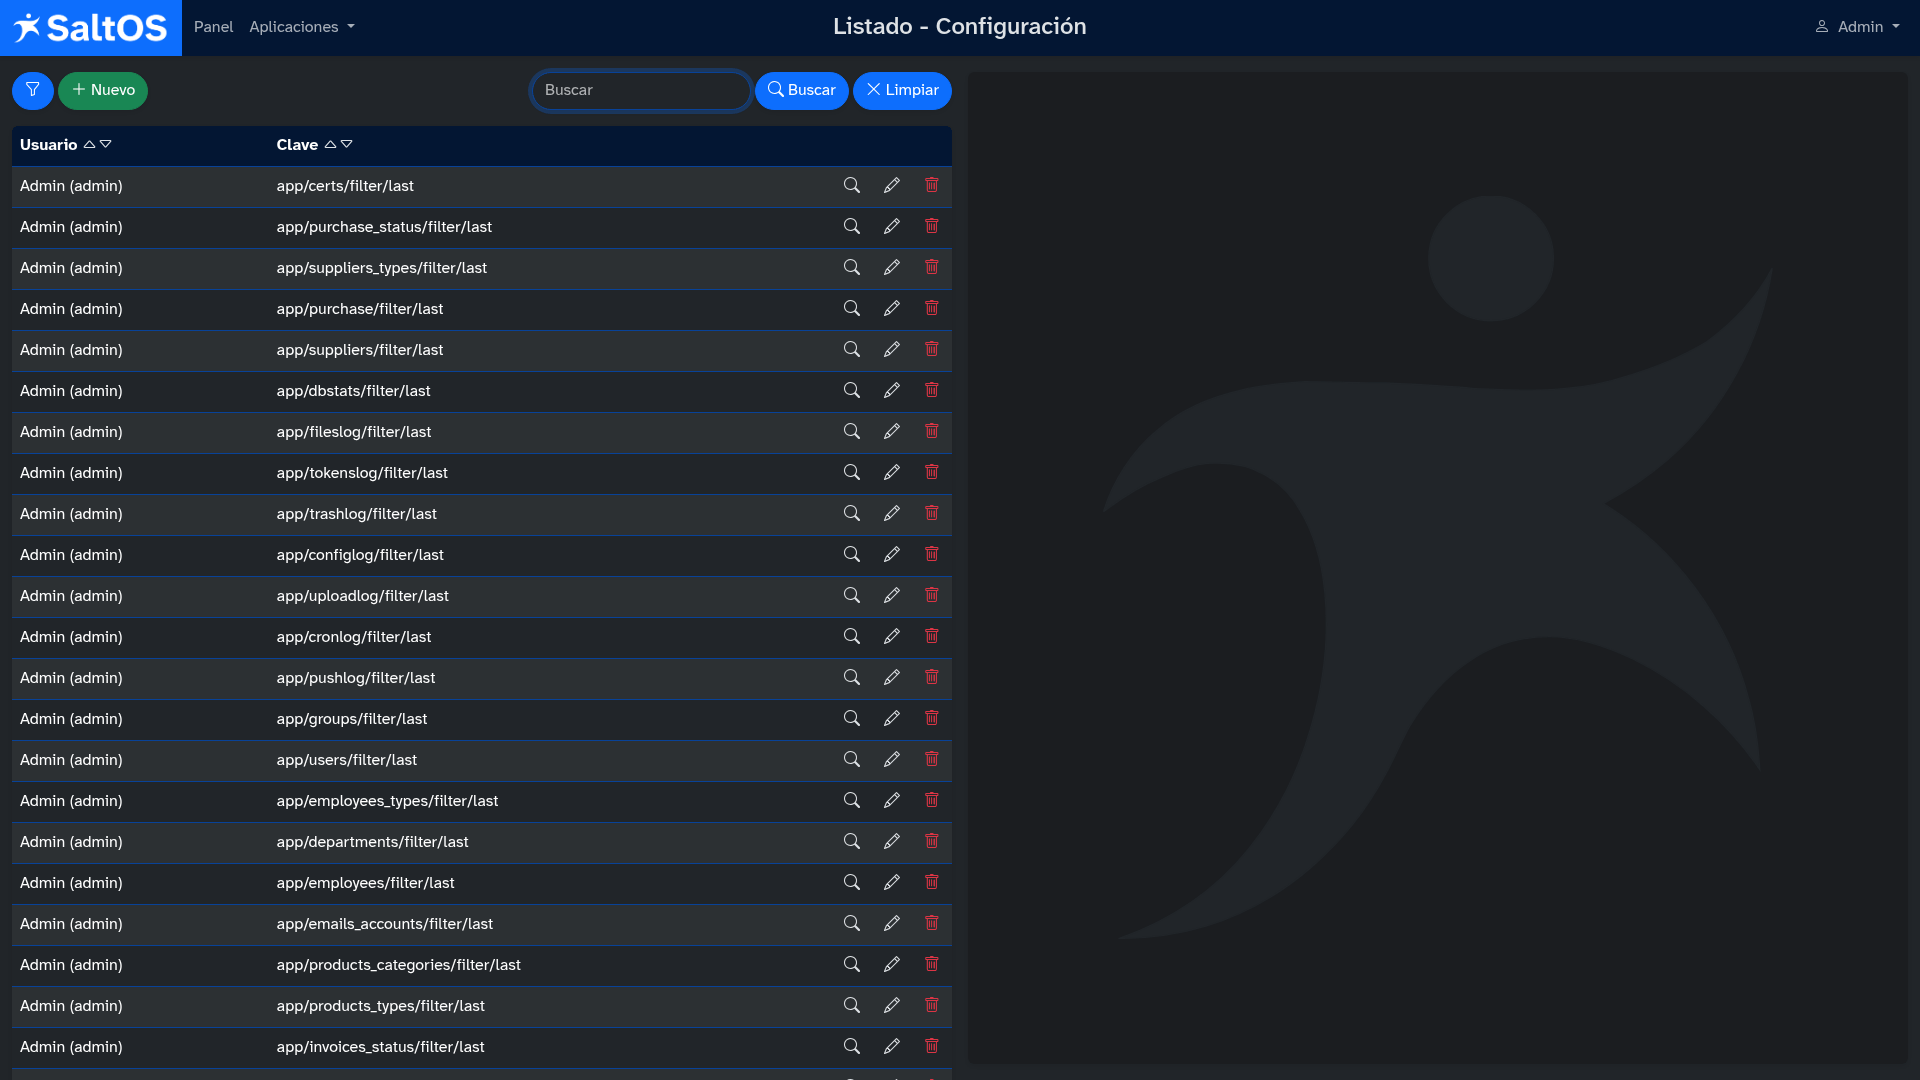 SaltOS Panel Aplicaciones Listado - Configuración Admin
Nuevo Buscar Buscar Limpiar
Usuario Clave
Admin (admin) app/certs/filter/last
Admin (admin) app/purchase_status/filter/last
Admin (admin) app/suppliers_types/filter/last
Admin (admin) app/purchase/filter/last
Admin (admin) app/suppliers/filter/last
Admin (admin) app/dbstats/filter/last
Admin (admin) app/fileslog/filter/last
Admin (admin) app/tokenslog/filter/last
Admin (admin) app/trashlog/filter/last
Admin (admin) app/configlog/filter/last
Admin (admin) app/uploadlog/filter/last
Admin (admin) app/cronlog/filter/last
Admin (admin) app/pushlog/filter/last
Admin (admin) app/groups/filter/last
Admin (admin) app/users/filter/last
Admin (admin) app/employees_types/filter/last
Admin (admin) app/departments/filter/last
Admin (admin) app/employees/filter/last
Admin (admin) app/emails_accounts/filter/last
Admin (admin) app/products_categories/filter/last
Admin (admin) app/products_types/filter/last
Admin (admin) app/invoices_status/filter/last